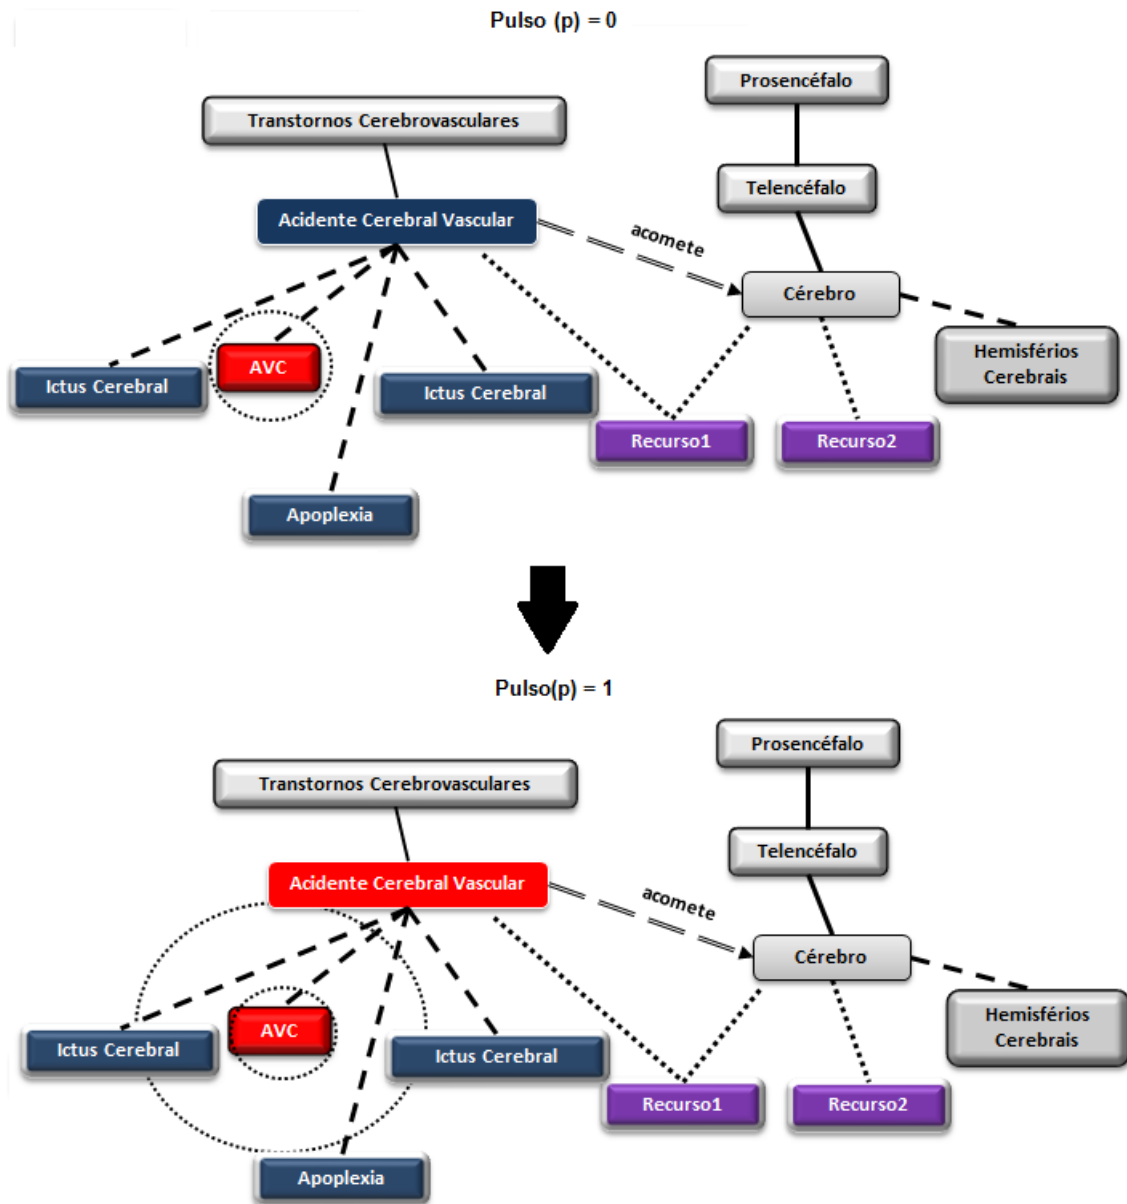 Pulso (p) = 0
Prosencéfalo
Transtornos Cerebrovasculares
Telencéfalo
Acidente Cerebral Vascular
acomete
Cérebro
Hemisférios
Cerebrais
AVC
Ictus Cerebral
Ictus Cerebral
Recurso1
Recurso2
Apoplexia
Pulso(p) = 1
Prosencéfalo
Transtornos Cerebrovasculares
Telencéfalo
Acidente Cerebral Vascular
acomete
Cérebro
Hemisférios
Cerebrais
AVC
Ictus Cerebral
Ictus Cerebral
Recurso1
Recurso2
Apoplexia